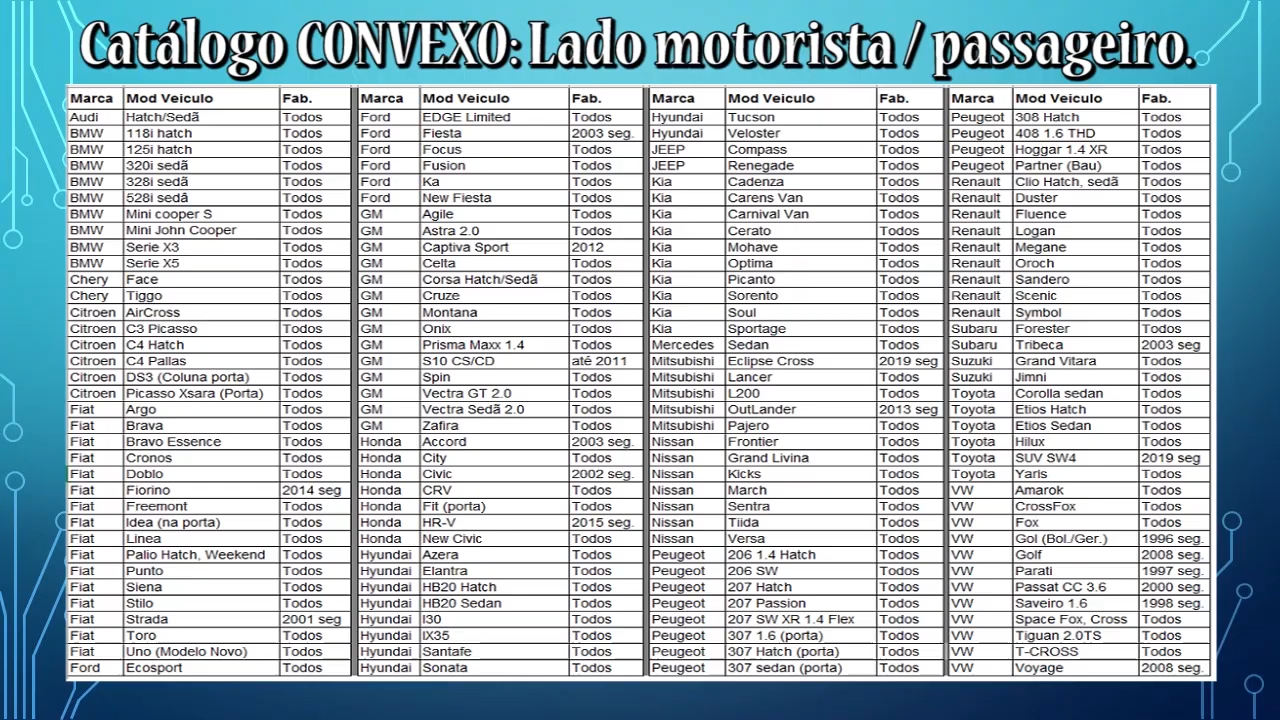 Catálogo CONVEXO: Lado motorista / passageiro.
Marca Mod Veiculo Fab. Marca Mod Veiculo Fab. Marca Mod Veiculo Fab. Marca Mod Veiculo Fab.
Audi Hatch/Sedã Todos Ford EDGE Limited Todos Hyundai Tucson Todos Peugeot 308 Hatch Todos
BMW 118i hatch Todos Ford Fiesta 2003 seg. Hyundai Veloster Todos Peugeot 408 1.6 THD Todos
BMW 125i hatch Todos Ford Focus Todos JEEP Compass Todos Peugeot Hoggar 1.4 XR Todos
BMW 320i sedã Todos Ford Fusion Todos JEEP Renegade Todos Peugeot Partner (Bau) Todos
BMW 328i sedã Todos Ford Ka Todos Kia Cadenza Todos Renault Clio Hatch, sedã Todos
BMW 528i sedã Todos Ford New Fiesta Todos Kia Carens Van Todos Renault Duster Todos
BMW Mini cooper S Todos GM Agile Todos Kia Carnival Van Todos Renault Fluence Todos
BMW Mini John Cooper Todos GM Astra 2.0 Todos Kia Cerato Todos Renault Logan Todos
BMW Serie X3 Todos GM Captiva Sport 2012 Kia Mohave Todos Renault Megane Todos
BMW Serie X5 Todos GM Celta Todos Kia Optima Todos Renault Oroch Todos
Chery Face Todos GM Corsa Hatch/Sedã Todos Kia Picanto Todos Renault Sandero Todos
Chery Tiggo Todos GM Cruze Todos Kia Sorento Todos Renault Scenic Todos
Citroen AirCross Todos GM Montana Todos Kia Soul Todos Renault Symbol Todos
Citroen C3 Picasso Todos GM Onix Todos Kia Sportage Todos Subaru Forester Todos
Citroen C4 Hatch Todos GM Prisma Maxx 1.4 Todos Mercedes Sedan Todos Subaru Tribeca 2003 seg
Citroen C4 Pallas Todos GM S10 CS/CD até 2011 Mitsubishi Eclipse Cross 2019 seg Suzuki Grand Vitara Todos
Citroen DS3 (Coluna porta) Todos GM Spin Todos Mitsubishi Lancer Todos Suzuki Jimni Todos
Citroen Picasso Xsara (Porta) Todos GM Vectra GT 2.0 Todos Mitsubishi L200 Todos Toyota Corolla sedan Todos
Fiat Argo Todos GM Vectra Sedã 2.0 Todos Mitsubishi OutLander 2013 seg Toyota Etios Hatch Todos
Fiat Brava Todos GM Zafira Todos Mitsubishi Pajero Todos Toyota Etios Sedan Todos
Fiat Bravo Essence Todos Honda Accord 2003 seg. Nissan Frontier Todos Toyota Hilux Todos
Fiat Cronos Todos Honda City Todos Nissan Grand Livina Todos Toyota SUV SW4 2019 seg
Fiat Doblo Todos Honda Civic 2002 seg. Nissan Kicks Todos Toyota Yaris Todos
Fiat Fiorino 2014 seg Honda CRV Todos Nissan March Todos VW Amarok Todos
Fiat Freemont Todos Honda Fit (porta) Todos Nissan Sentra Todos VW CrossFox Todos
Fiat Idea (na porta) Todos Honda HR-V 2015 seg. Nissan Tiida Todos VW Fox Todos
Fiat Linea Todos Honda New Civic Todos Nissan Versa Todos VW Gol (Bol./Ger.) 1996 seg.
Fiat Palio Hatch, Weekend Todos Hyundai Azera Todos Peugeot 206 1.4 Hatch Todos VW Golf 2008 seg.
Fiat Punto Todos Hyundai Elantra Todos Peugeot 206 SW Todos VW Parati 1997 seg.
Fiat Siena Todos Hyundai HB20 Hatch Todos Peugeot 207 Hatch Todos VW Passat CC 3.6 2000 seg.
Fiat Stilo Todos Hyundai HB20 Sedan Todos Peugeot 207 Passion Todos VW Saveiro 1.6 1998 seg.
Fiat Strada 2001 seg Hyundai I30 Todos Peugeot 207 SW XR 1.4 Flex Todos VW Space Fox, Cross Todos
Fiat Toro Todos Hyundai IX35 Todos Peugeot 307 1.6 (porta) Todos VW Tiguan 2.0TS Todos
Fiat Uno (Modelo Novo) Todos Hyundai Santafe Todos Peugeot 307 Hatch (porta) Todos VW T-CROSS Todos
Ford Ecosport Todos Hyundai Sonata Todos Peugeot 307 sedan (porta) Todos VW Voyage 2008 seg.